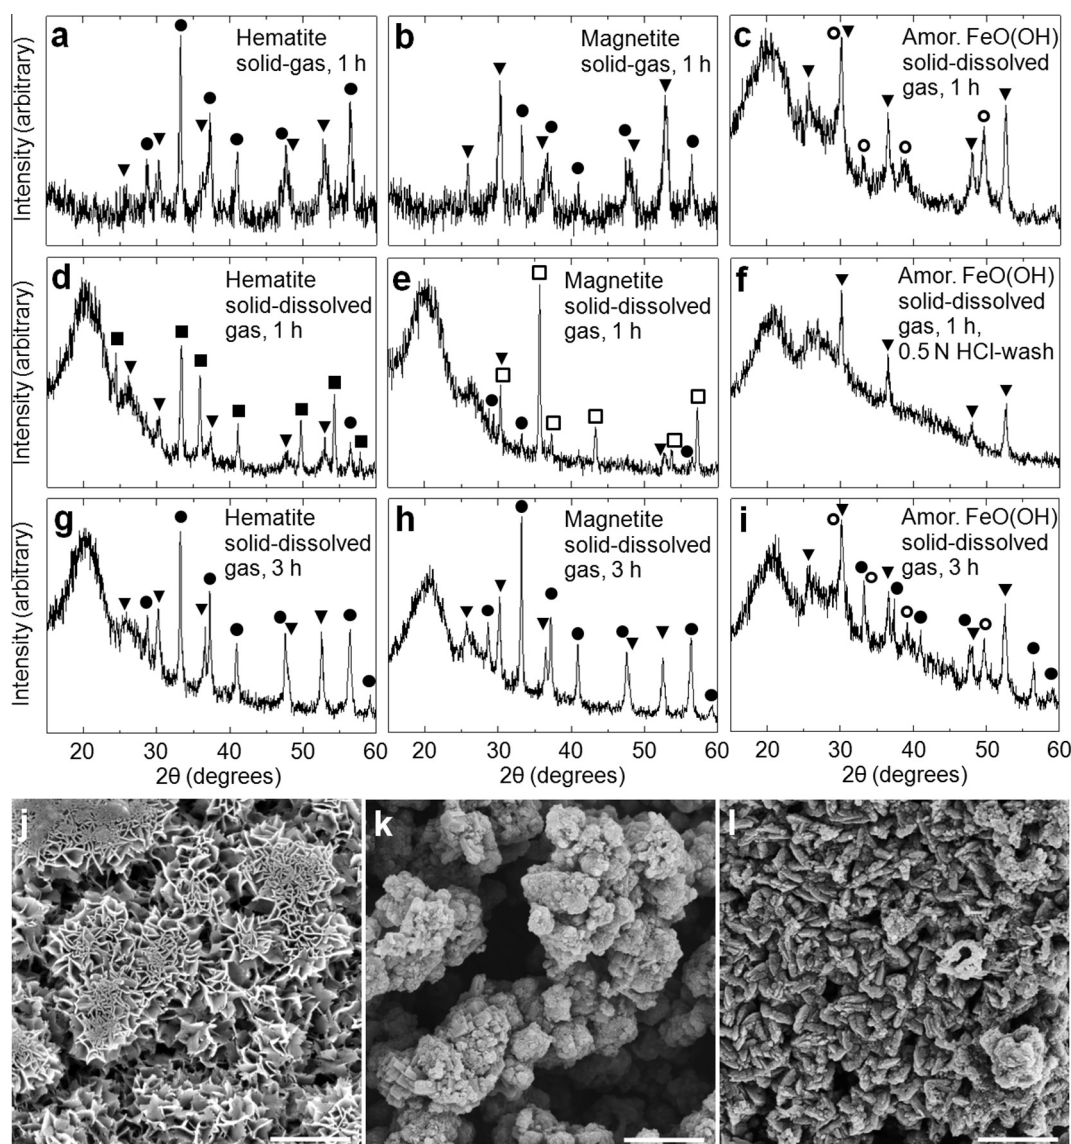 a
Hematite
solid-gas, 1 h
b
Magnetite
solid-gas, 1 h
c
Amor. FeO(OH)
solid-dissolved
gas, 1 h
Intensity (arbitrary)
d
Hematite
solid-dissolved
gas, 1 h
e
Magnetite
solid-dissolved
gas, 1 h
f
Amor. FeO(OH)
solid-dissolved
gas, 1 h,
0.5 N HCl-wash
Intensity (arbitrary)
g
Hematite
solid-dissolved
gas, 3 h
h
Magnetite
solid-dissolved
gas, 3 h
i
Amor. FeO(OH)
solid-dissolved
gas, 3 h
Intensity (arbitrary)
20 30 40 50 60
20 30 40 50 60
20 30 40 50 60
2θ (degrees)
2θ (degrees)
2θ (degrees)
j
k
l